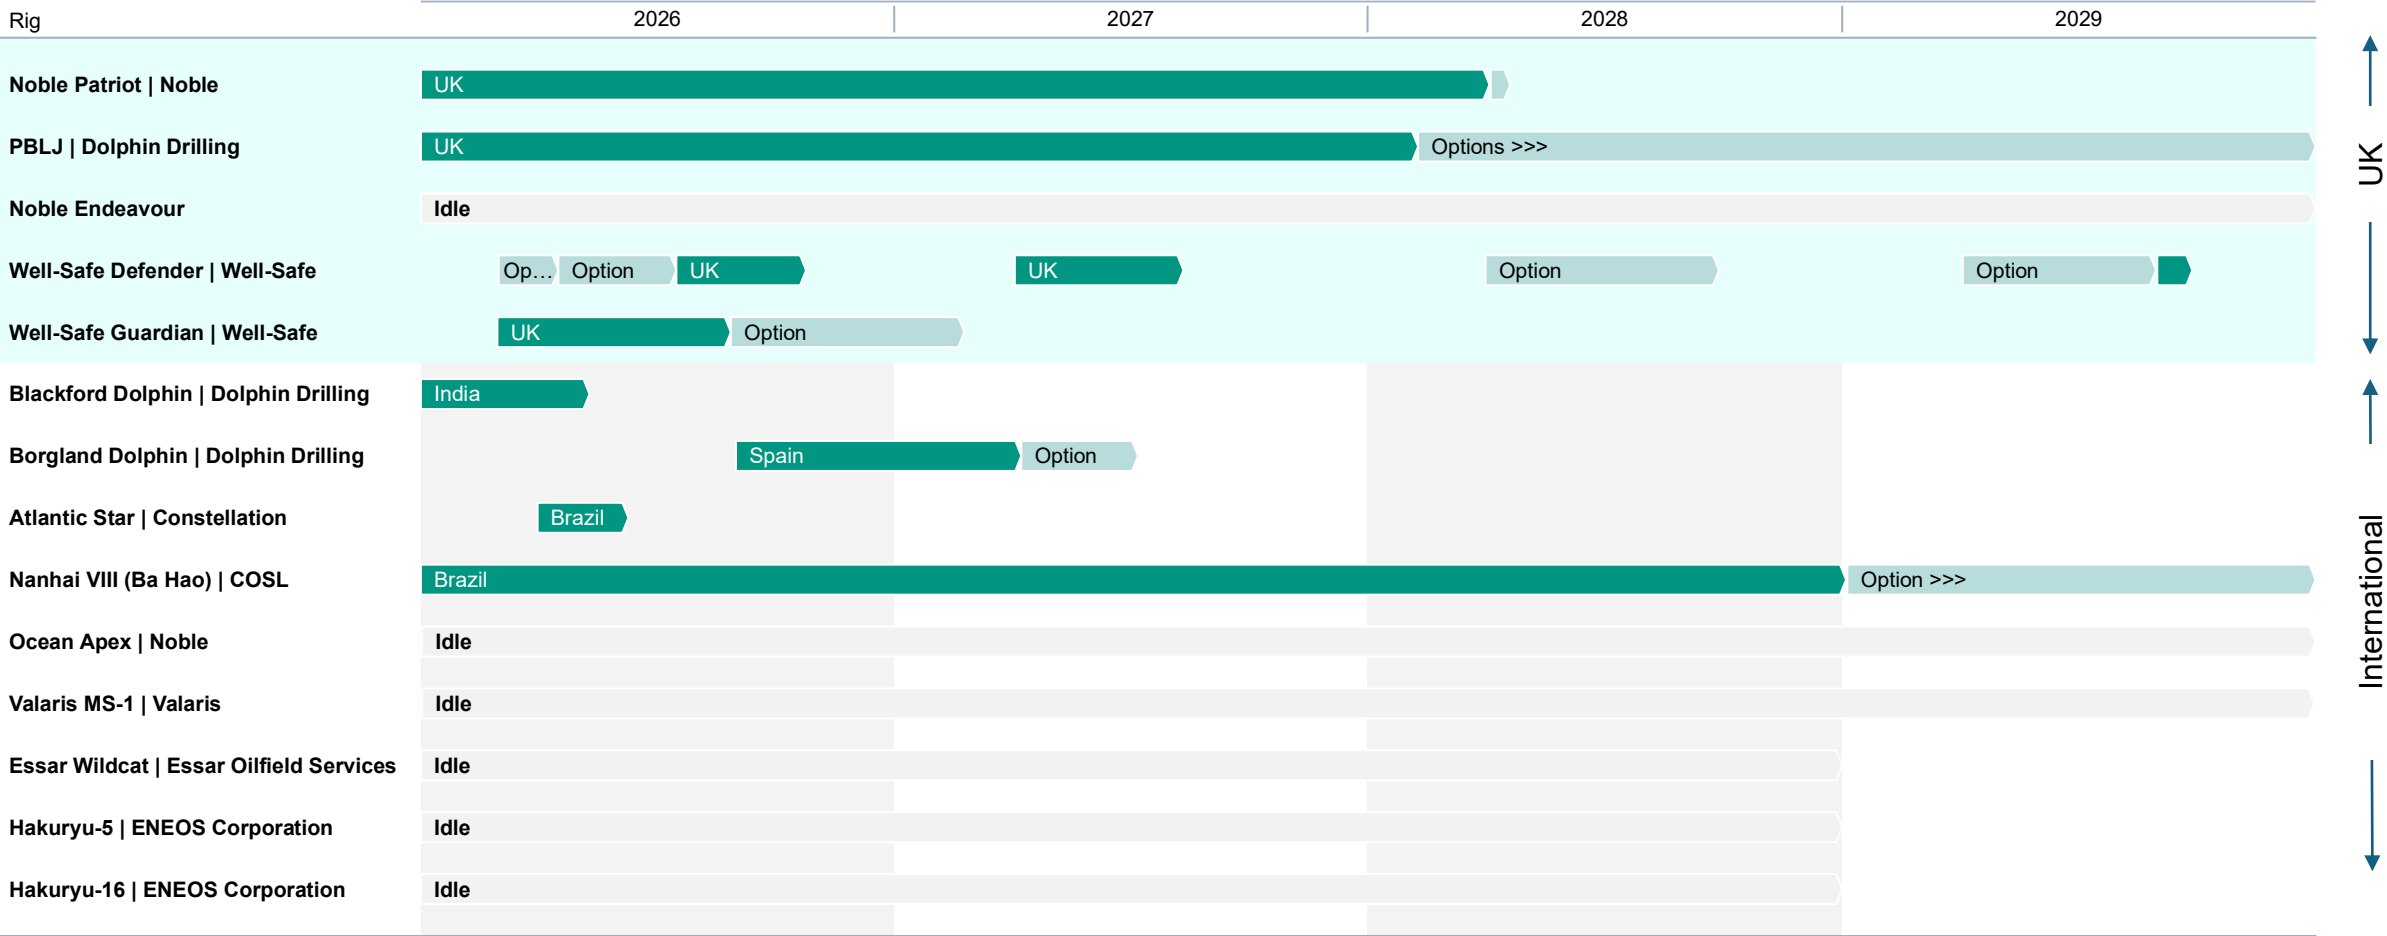 Rig 2026 2027 2028 2029
Noble Patriot | Noble UK
PBLJ | Dolphin Drilling UK Options >>>
Noble Endeavour Idle
Well-Safe Defender | Well-Safe Op... Option UK UK Option Option
Well-Safe Guardian | Well-Safe UK Option
Blackford Dolphin | Dolphin Drilling India
Borgland Dolphin | Dolphin Drilling Spain Option
Atlantic Star | Constellation Brazil
Nanhai VIII (Ba Hao) | COSL Brazil Option >>>
Ocean Apex | Noble Idle
Valaris MS-1 | Valaris Idle
Essar Wildcat | Essar Oilfield Services Idle
Hakuryu-5 | ENEOS Corporation Idle
Hakuryu-16 | ENEOS Corporation Idle
UK
International